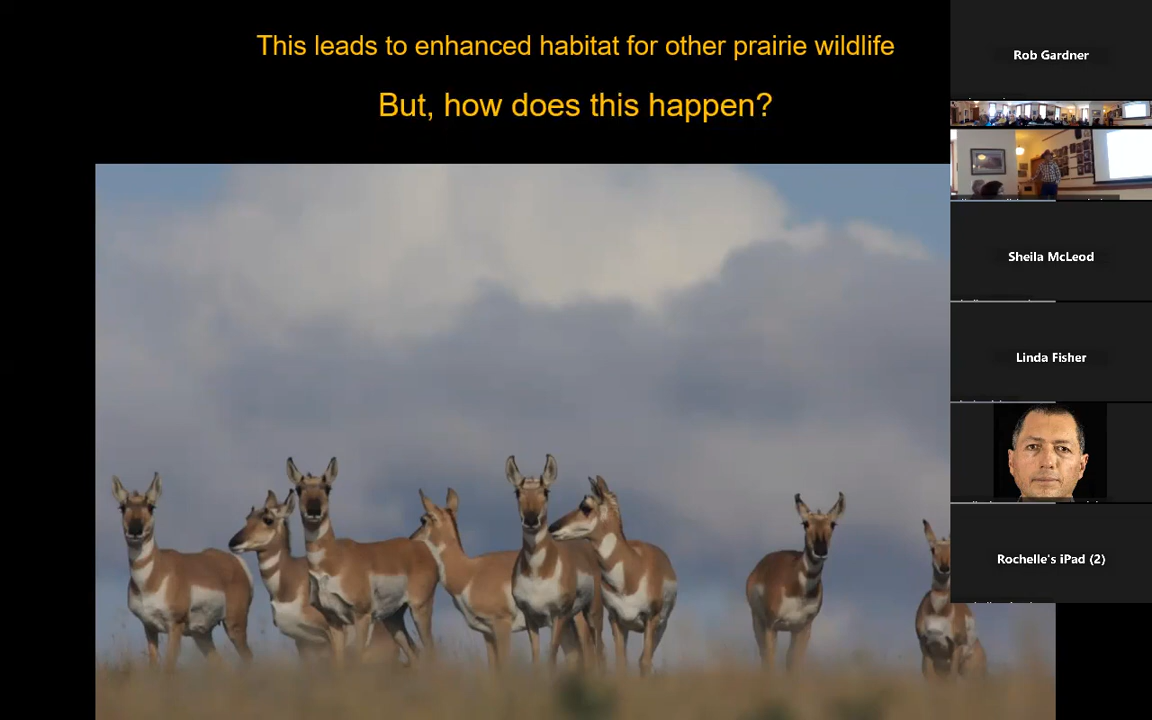 This leads to enhanced habitat for other prairie wildlife
But, how does this happen?
Rob Gardner
Sheila McLeod
Linda Fisher
Rochelle's iPad (2)